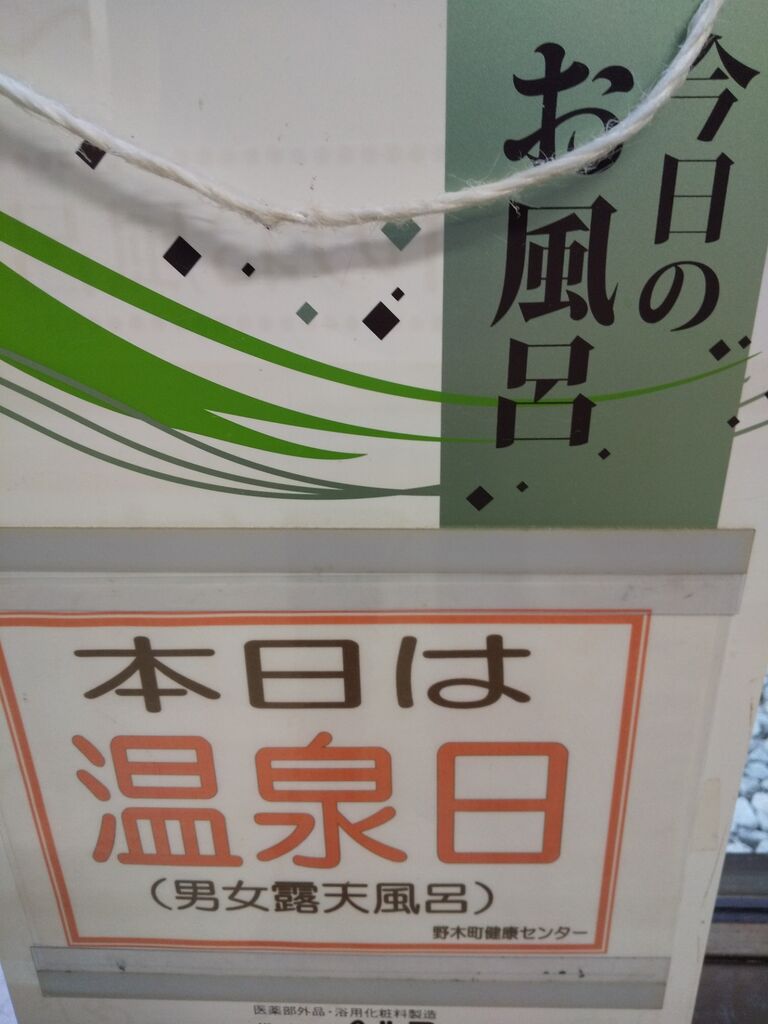 今日の
お風呂
本日は
温泉日
(男女露天風呂)
野木町健康センター
医薬部外品・浴用化粧料製造